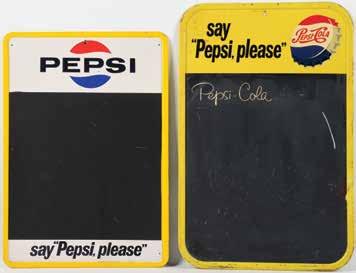 PEPSI
say "Pepsi, please"
say
"Pepsi, please"
Pepsi-Cola
Pepsi-Cola